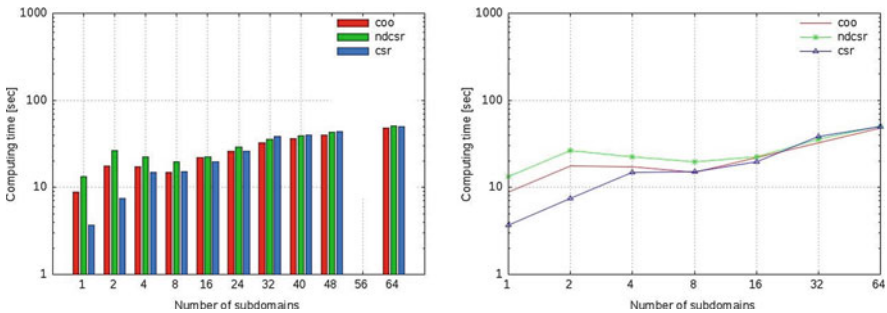 1000
100
10
1
Computing time [sec]
coo
ndcsr
csr
1 2 4 8 16 24 32 40 48 56 64
Number of subdomains
1000
100
10
1
Computing time [sec]
coo
ndcsr
csr
1 2 4 8 16 32 64
Number of subdomains